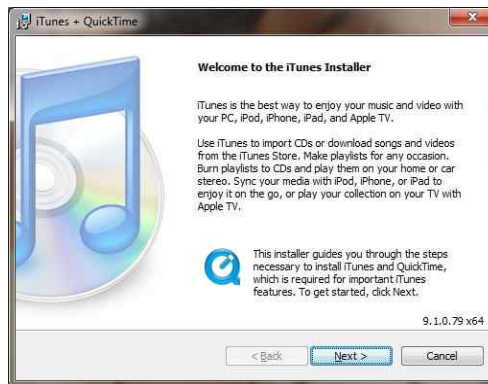 iTunes + QuickTime
Welcome to the iTunes Installer
iTunes is the best way to enjoy your music and video with
your PC, iPod, iPhone, iPad, and Apple TV.
Use iTunes to import CDs or download songs and videos
from the iTunes Store. Make playlists for any occasion.
Burn playlists to CDs and play them on your home or car
stereo. Sync your media with iPod, iPhone, or iPad to
enjoy it on the go, or play your collection on your TV with
Apple TV.
This installer guides you through the steps
necessary to install iTunes and QuickTime,
which is required for important iTunes
features. To get started, click Next.
9.1.0.79 x64
< Back
Next >
Cancel